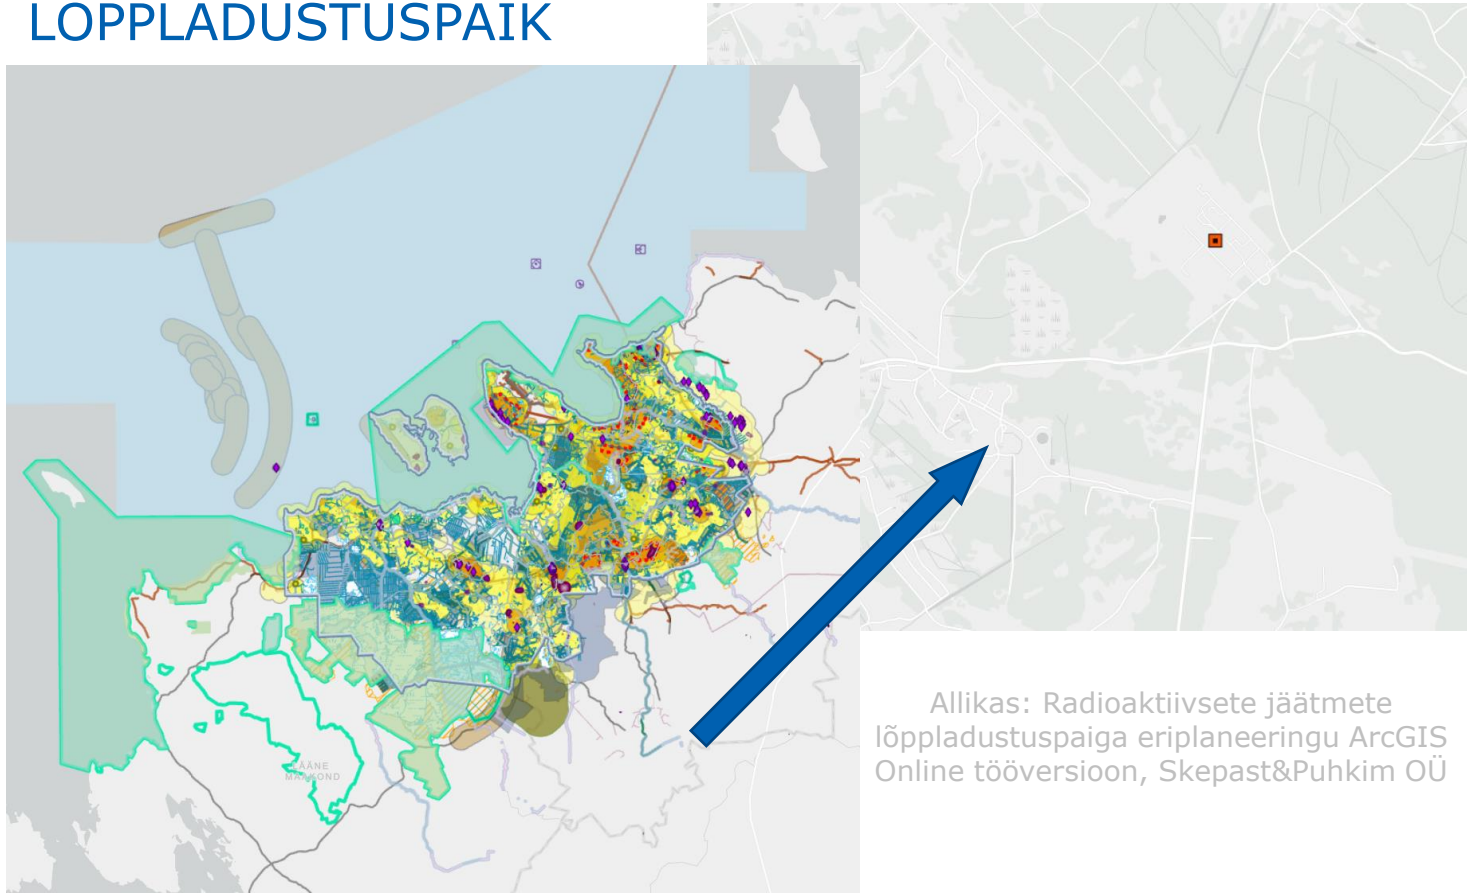 LÕPPLADUSTUSPAIK
LÄÄNE
MAAKOND
Allikas: Radioaktiivsete jäätmete
lõppladustuspaiga eriplaneeringu ArcGIS
Online tööversioon, Skepast&Puhkim OÜ